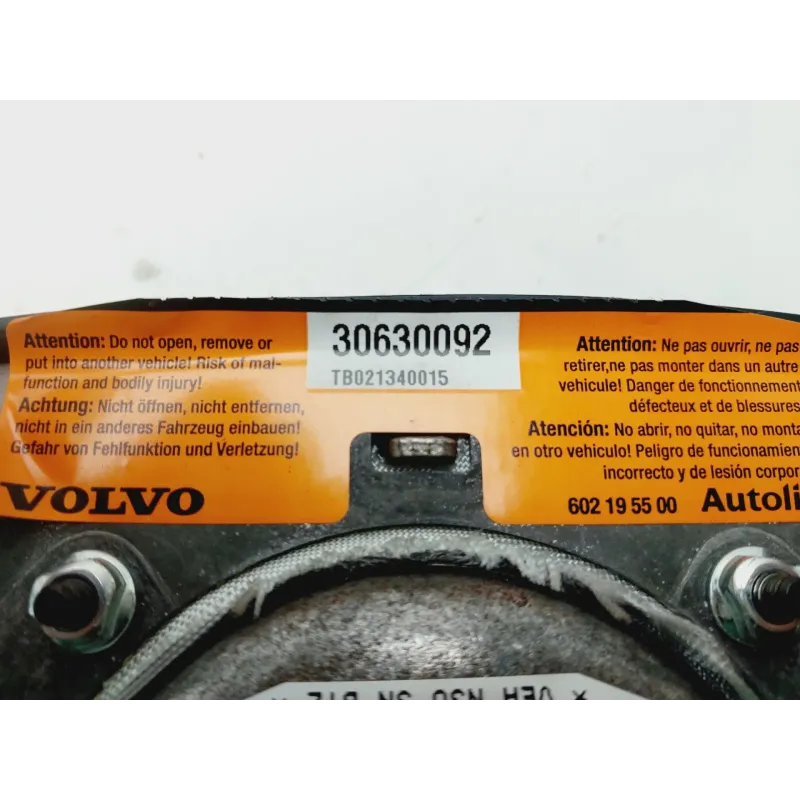 Attention: Do not open, remove or
put into another vehicle! Risk of mal-
function and bodily injury!
Achtung: Nicht öffnen, nicht entfernen,
nicht in ein anderes Fahrzeug einbauen!
Gefahr von Fehlfunktion und Verletzung!
VOLVO
30630092
TB021340015
Attention: Ne pas ouvrir, ne pas
retirer,ne pas monter dans un autre
vehicule! Danger de fonctionnement
défecteux et de blessures
Atención: No abrir, no quitar, no monta
en otro vehiculo! Peligro de funcionamien
incorrecto y de lesión corpor
602 19 55 00 Autoli
* VEH N30 SN